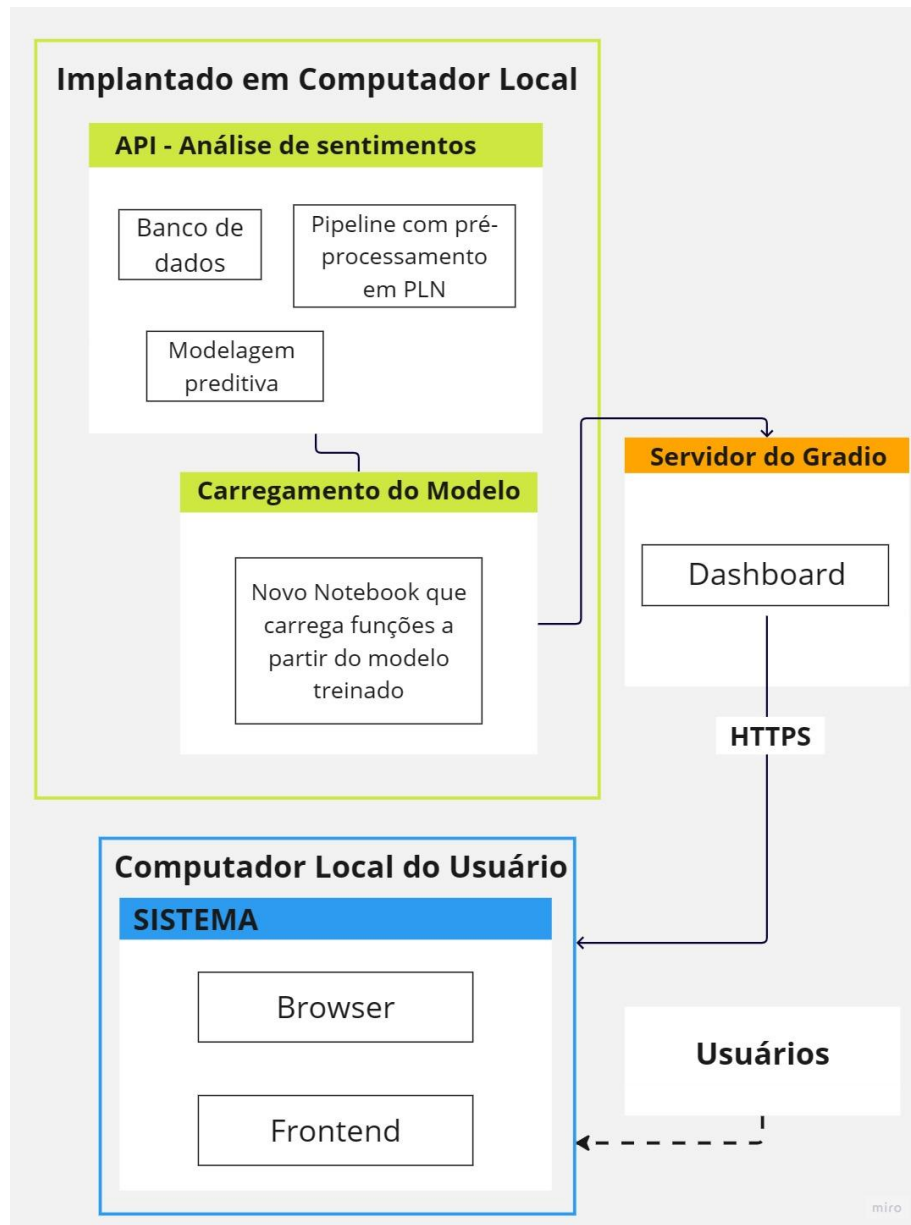 Implantado em Computador Local
API - Análise de sentimentos
Banco de
dados
Pipeline com pré-
processamento
em PLN
Modelagem
preditiva
Carregamento do Modelo
Novo Notebook que
carrega funções a
partir do modelo
treinado
Servidor do Gradio
Dashboard
HTTPS
Computador Local do Usuário
SISTEMA
Browser
Frontend
Usuários
miro